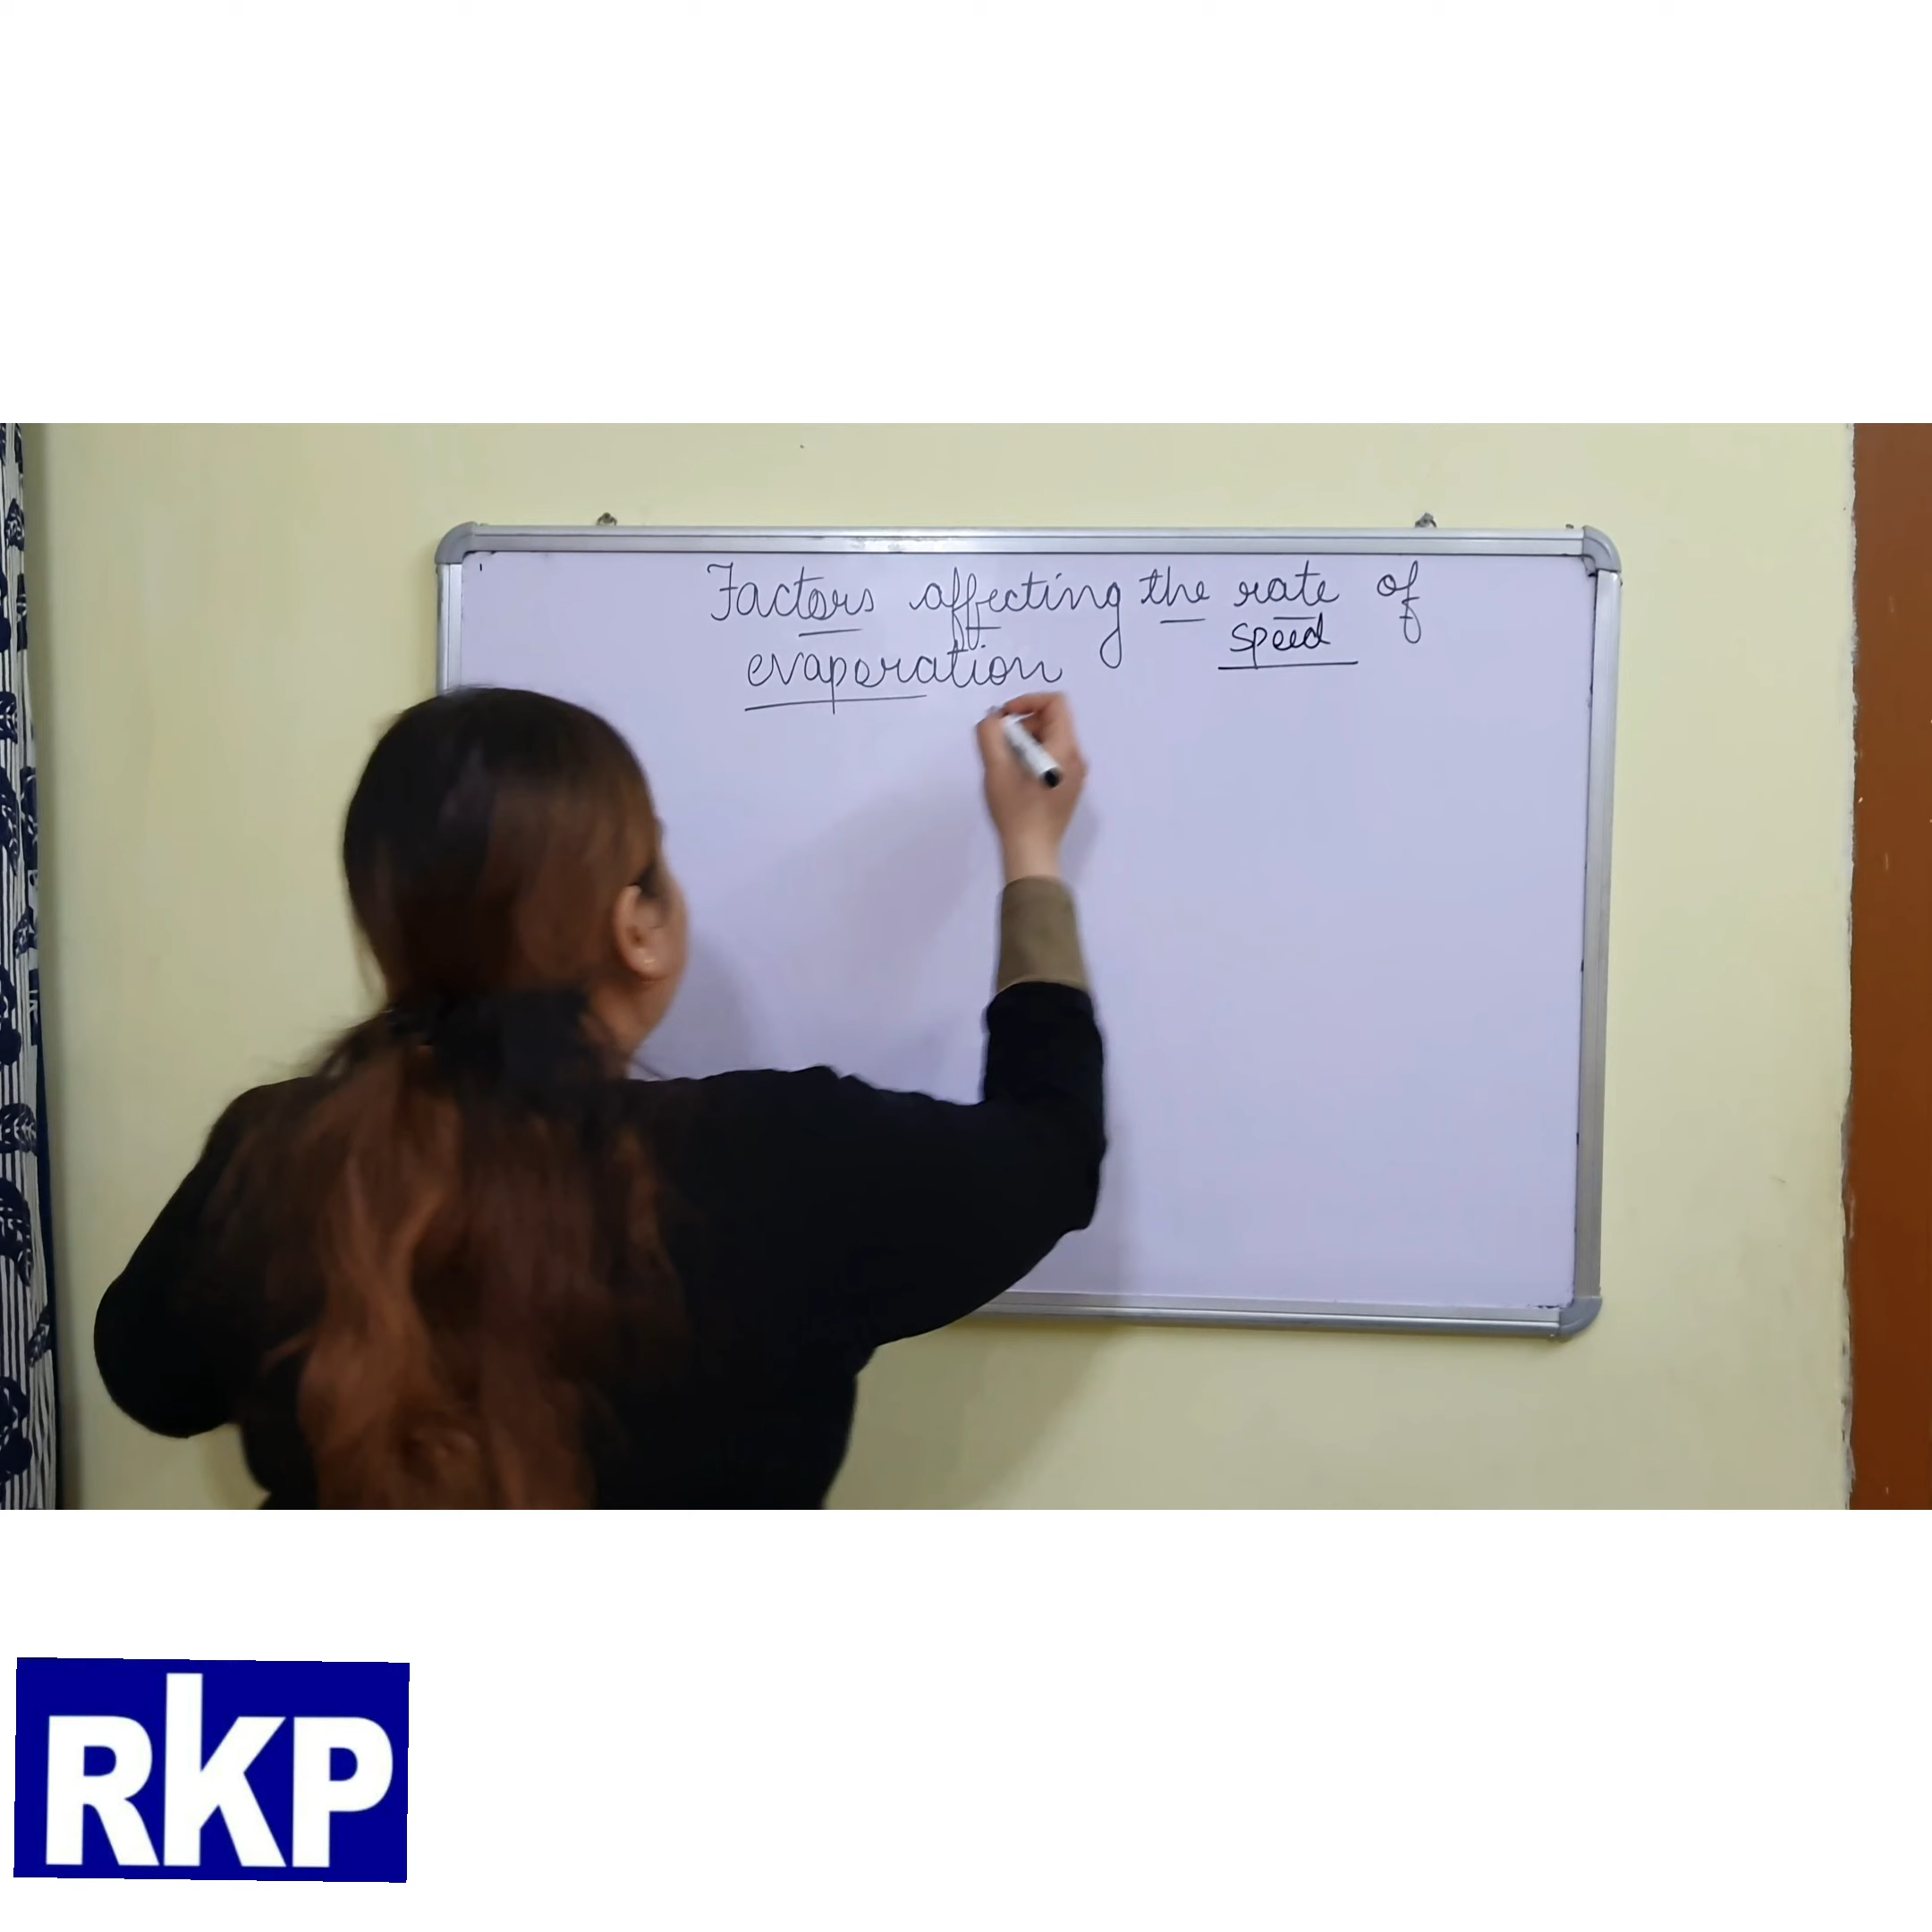 Factors affecting the rate of
speed
evaporation
RKP